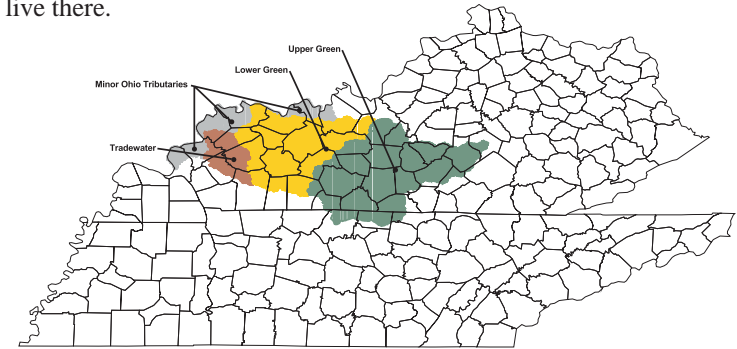 live there.
Upper Green
Lower Green
Minor Ohio Tributaries
Tradewater